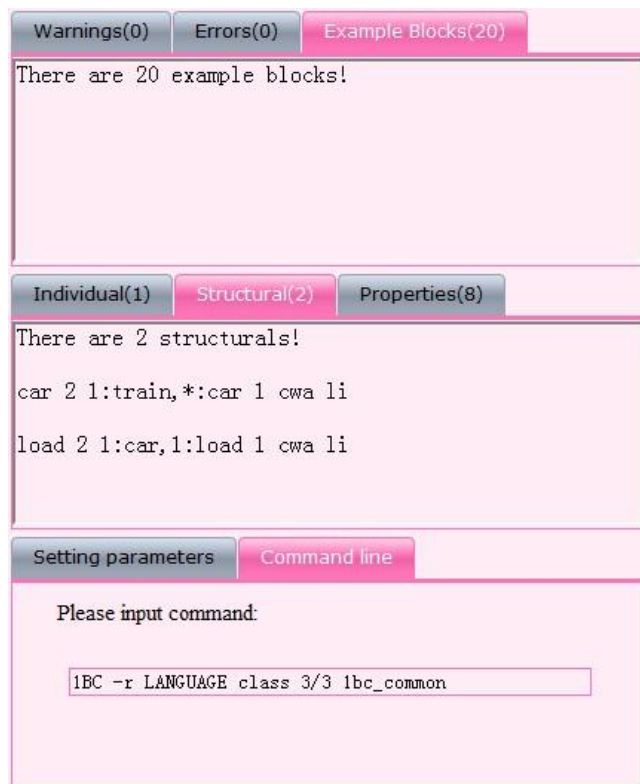 Warnings(0) Errors(0) Example Blocks(20)
There are 20 example blocks!
Individual(1) Structural(2) Properties(8)
There are 2 structurals!
car 2 1:train,*:car 1 cwa li
load 2 1:car,1:load 1 cwa li
Setting parameters Command line
Please input command:
1BC -r LANGUAGE class 3/3 1bc_common